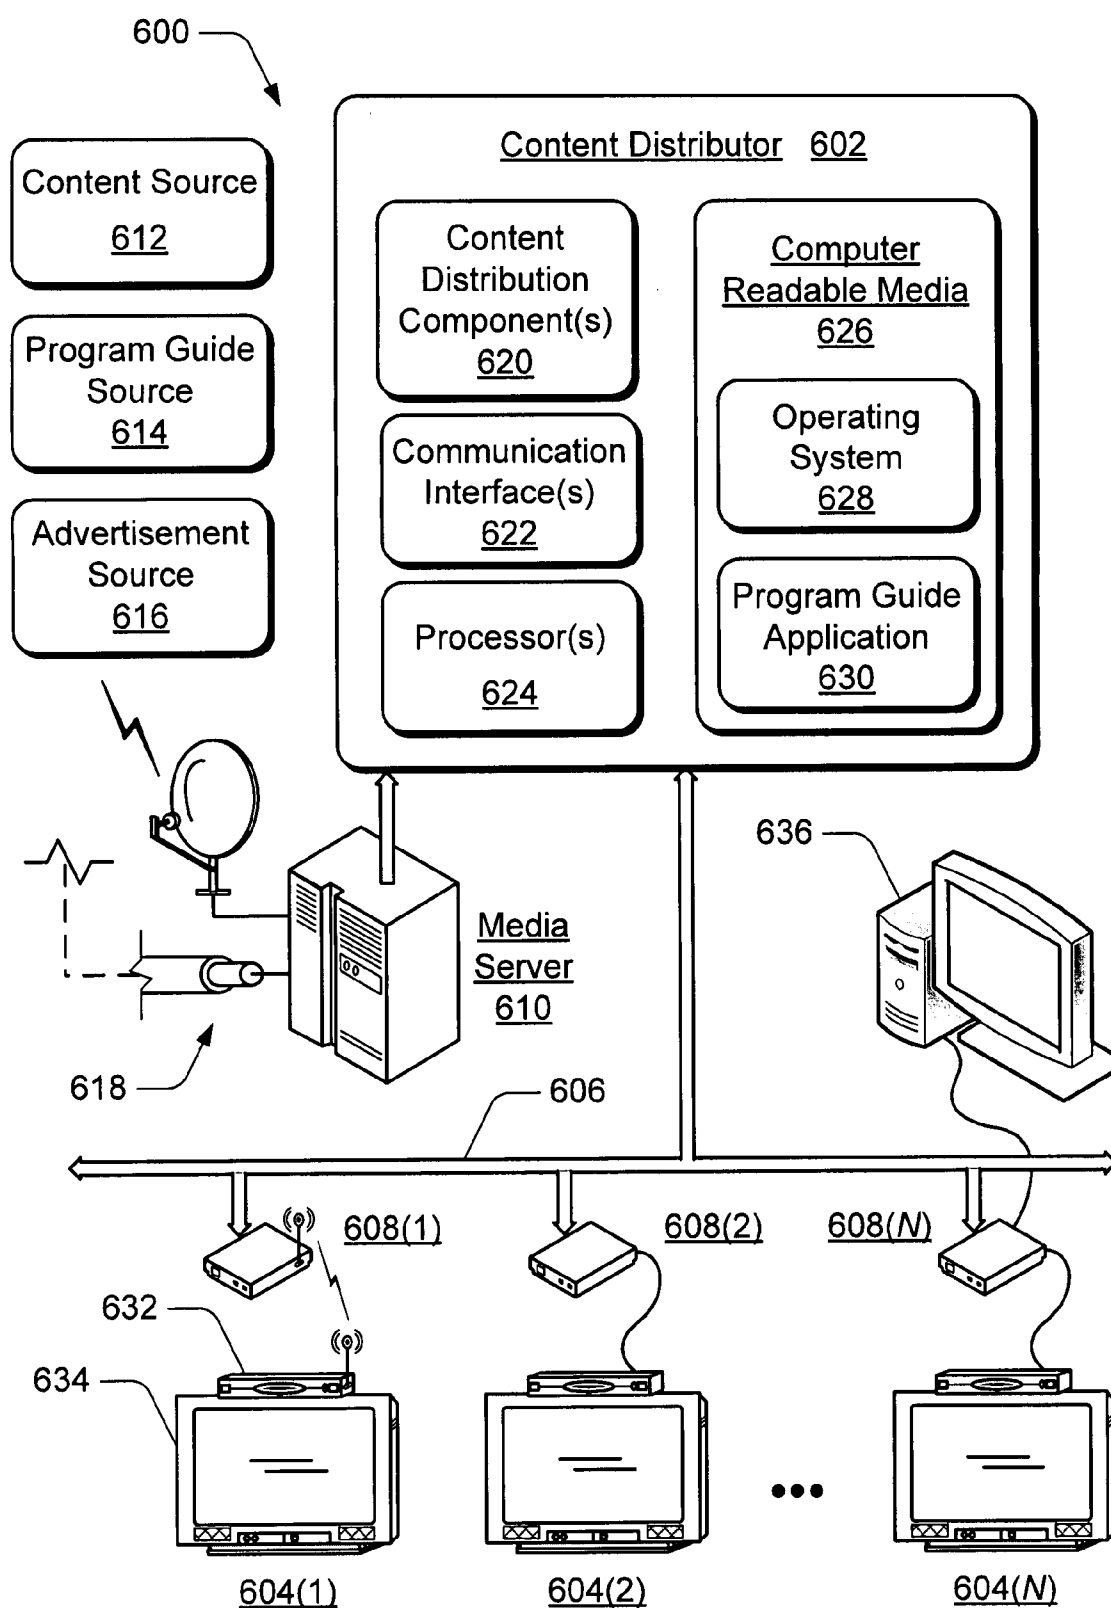 600
Content Distributor 602
Content Source
612
Program Guide
Source
614
Advertisement
Source
616
Content
Distribution
Component(s)
620
Communication
Interface(s)
622
Processor(s)
624
Computer
Readable Media
626
Operating
System
628
Program Guide
Application
630
636
Media
Server
610
618
606
608(1)
608(2)
608(N)
632
634
604(1)
604(2)
604(N)